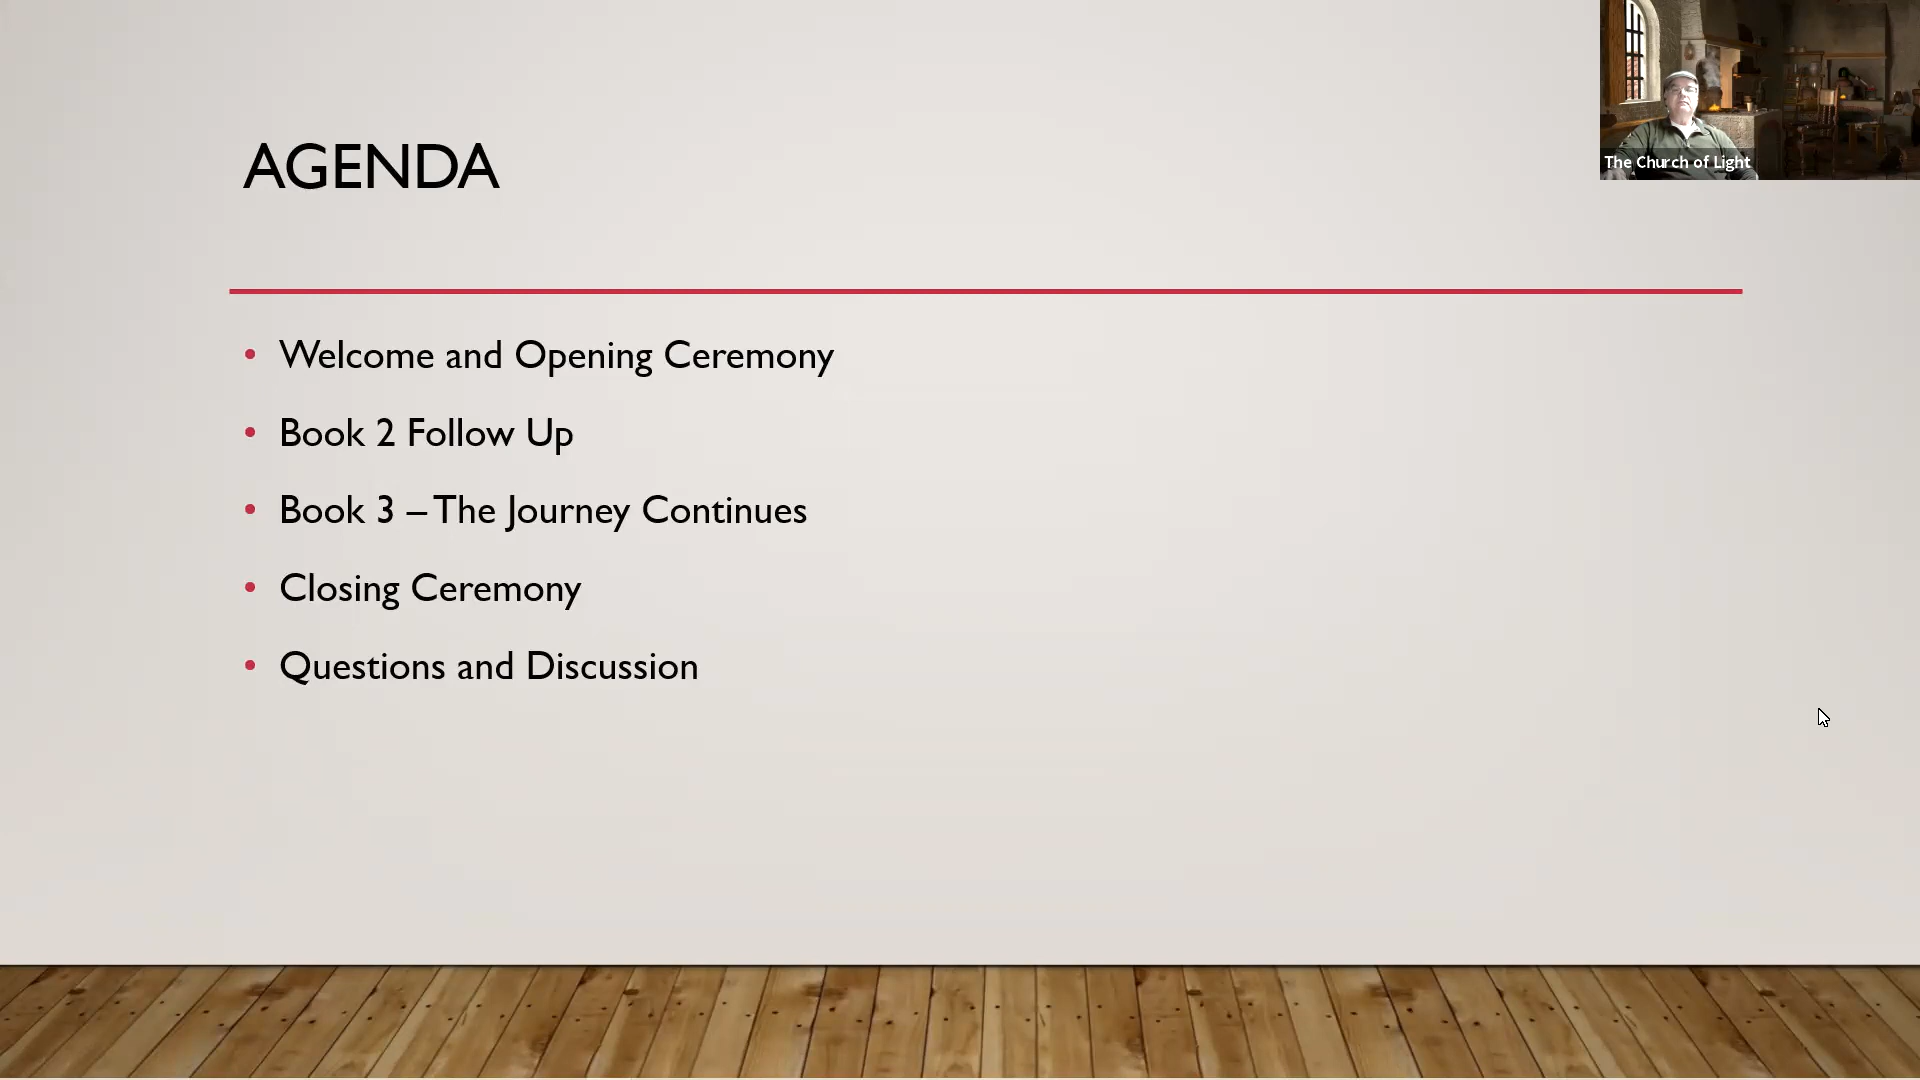 The Church of Light
AGENDA
• Welcome and Opening Ceremony
• Book 2 Follow Up
• Book 3 – The Journey Continues
• Closing Ceremony
• Questions and Discussion